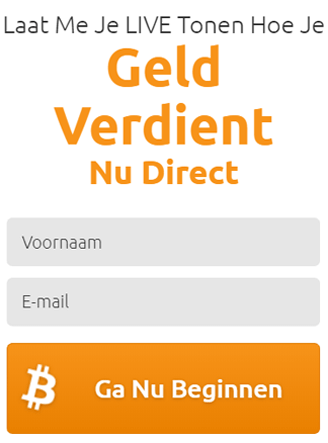 Laat Me Je LIVE Tonen Hoe Je
Geld
Verdient
Nu Direct
Voornaam
E-mail
Ga Nu Beginnen